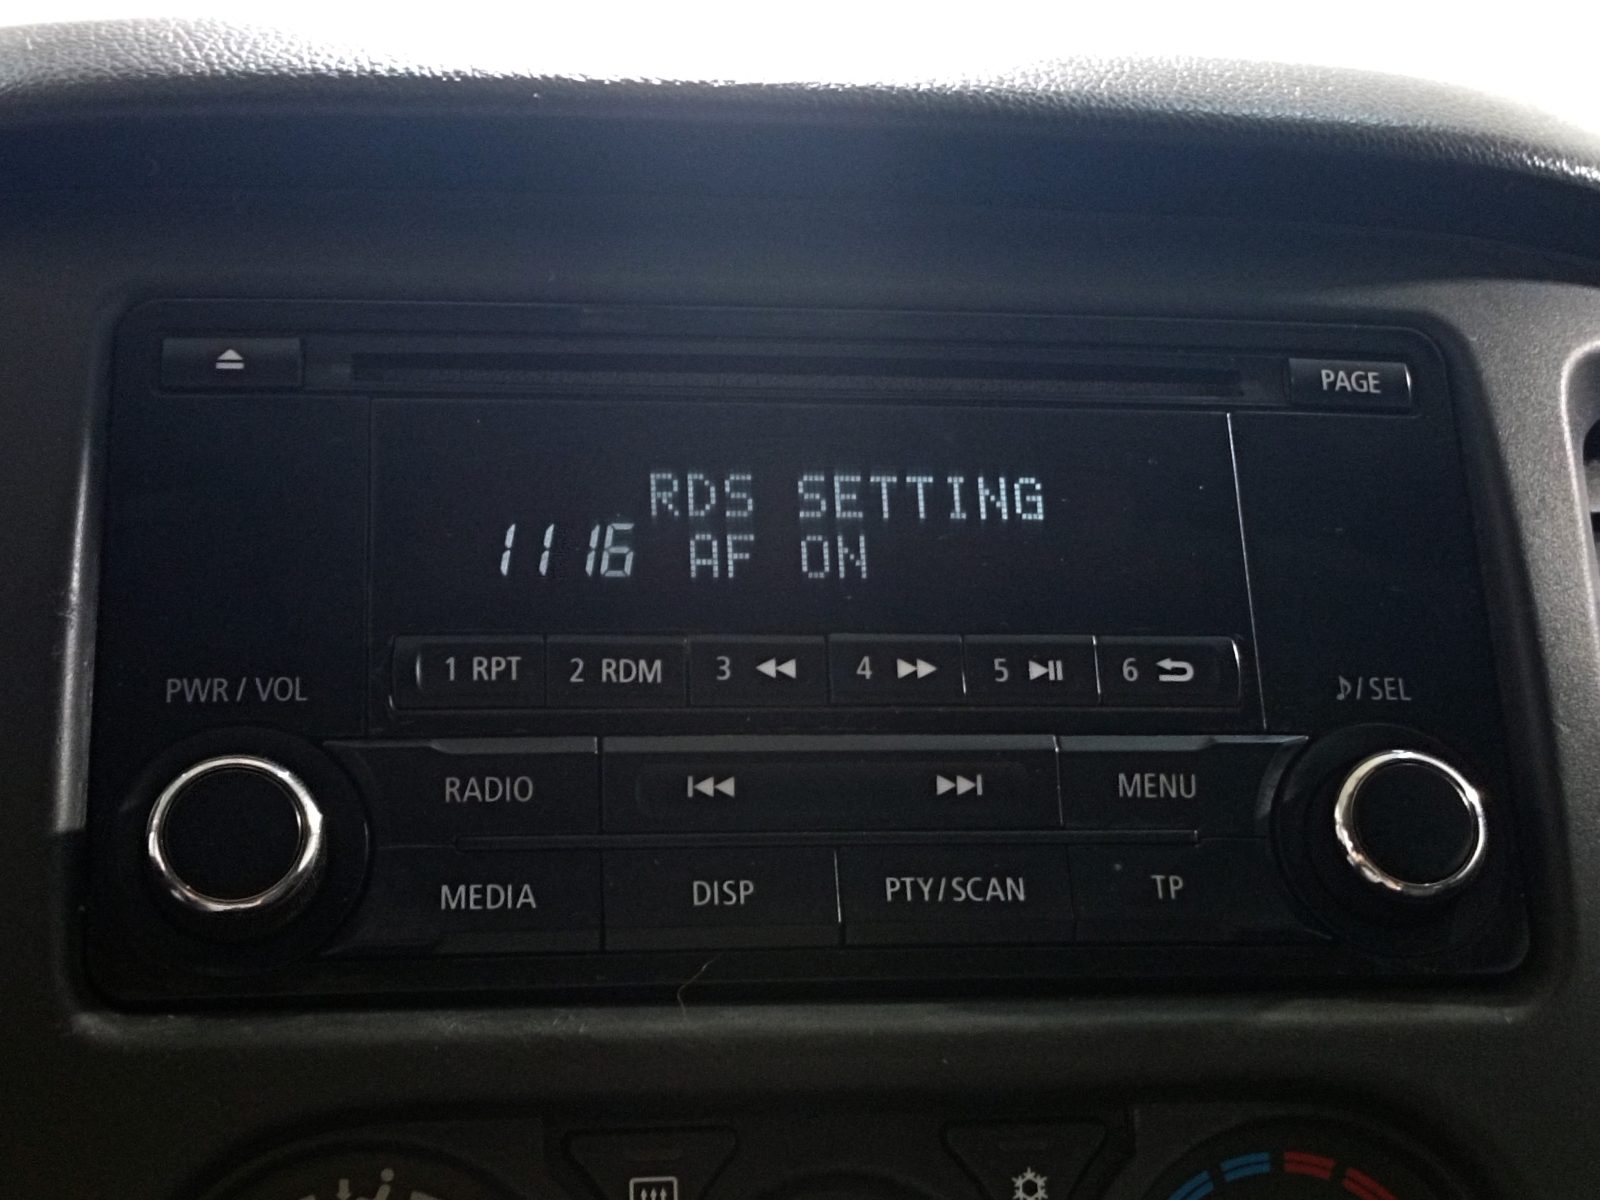 PAGE
RDS SETTING
1116 AF ON
1 RPT 2 RDM 3 4 5 6
PWR / VOL
/ SEL
RADIO MENU
MEDIA DISP PTY/SCAN TP